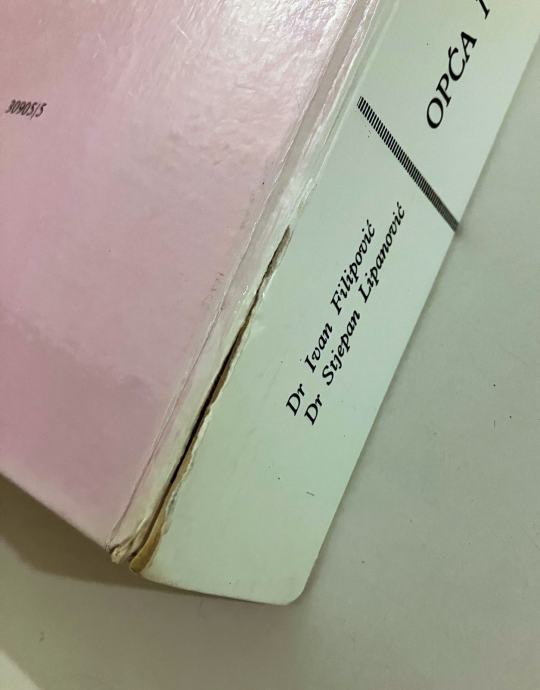 30905/5
OPĆA
Dr Ivan Filipović
Dr Stjepan Lipanović